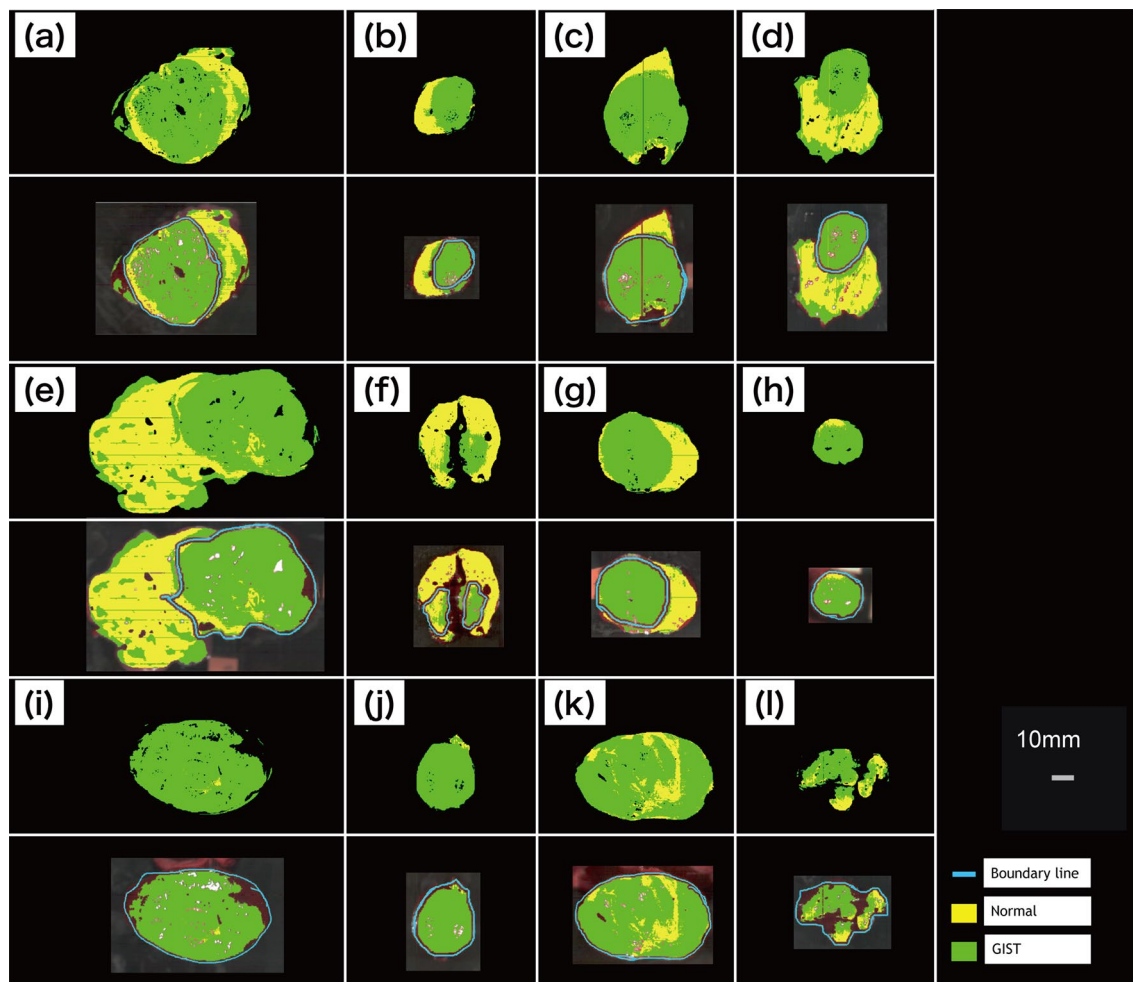 (a)
(b)
(c)
(d)
(e)
(f)
(g)
(h)
(i)
(j)
(k)
(l)
10mm
Boundary line
Normal
GIST